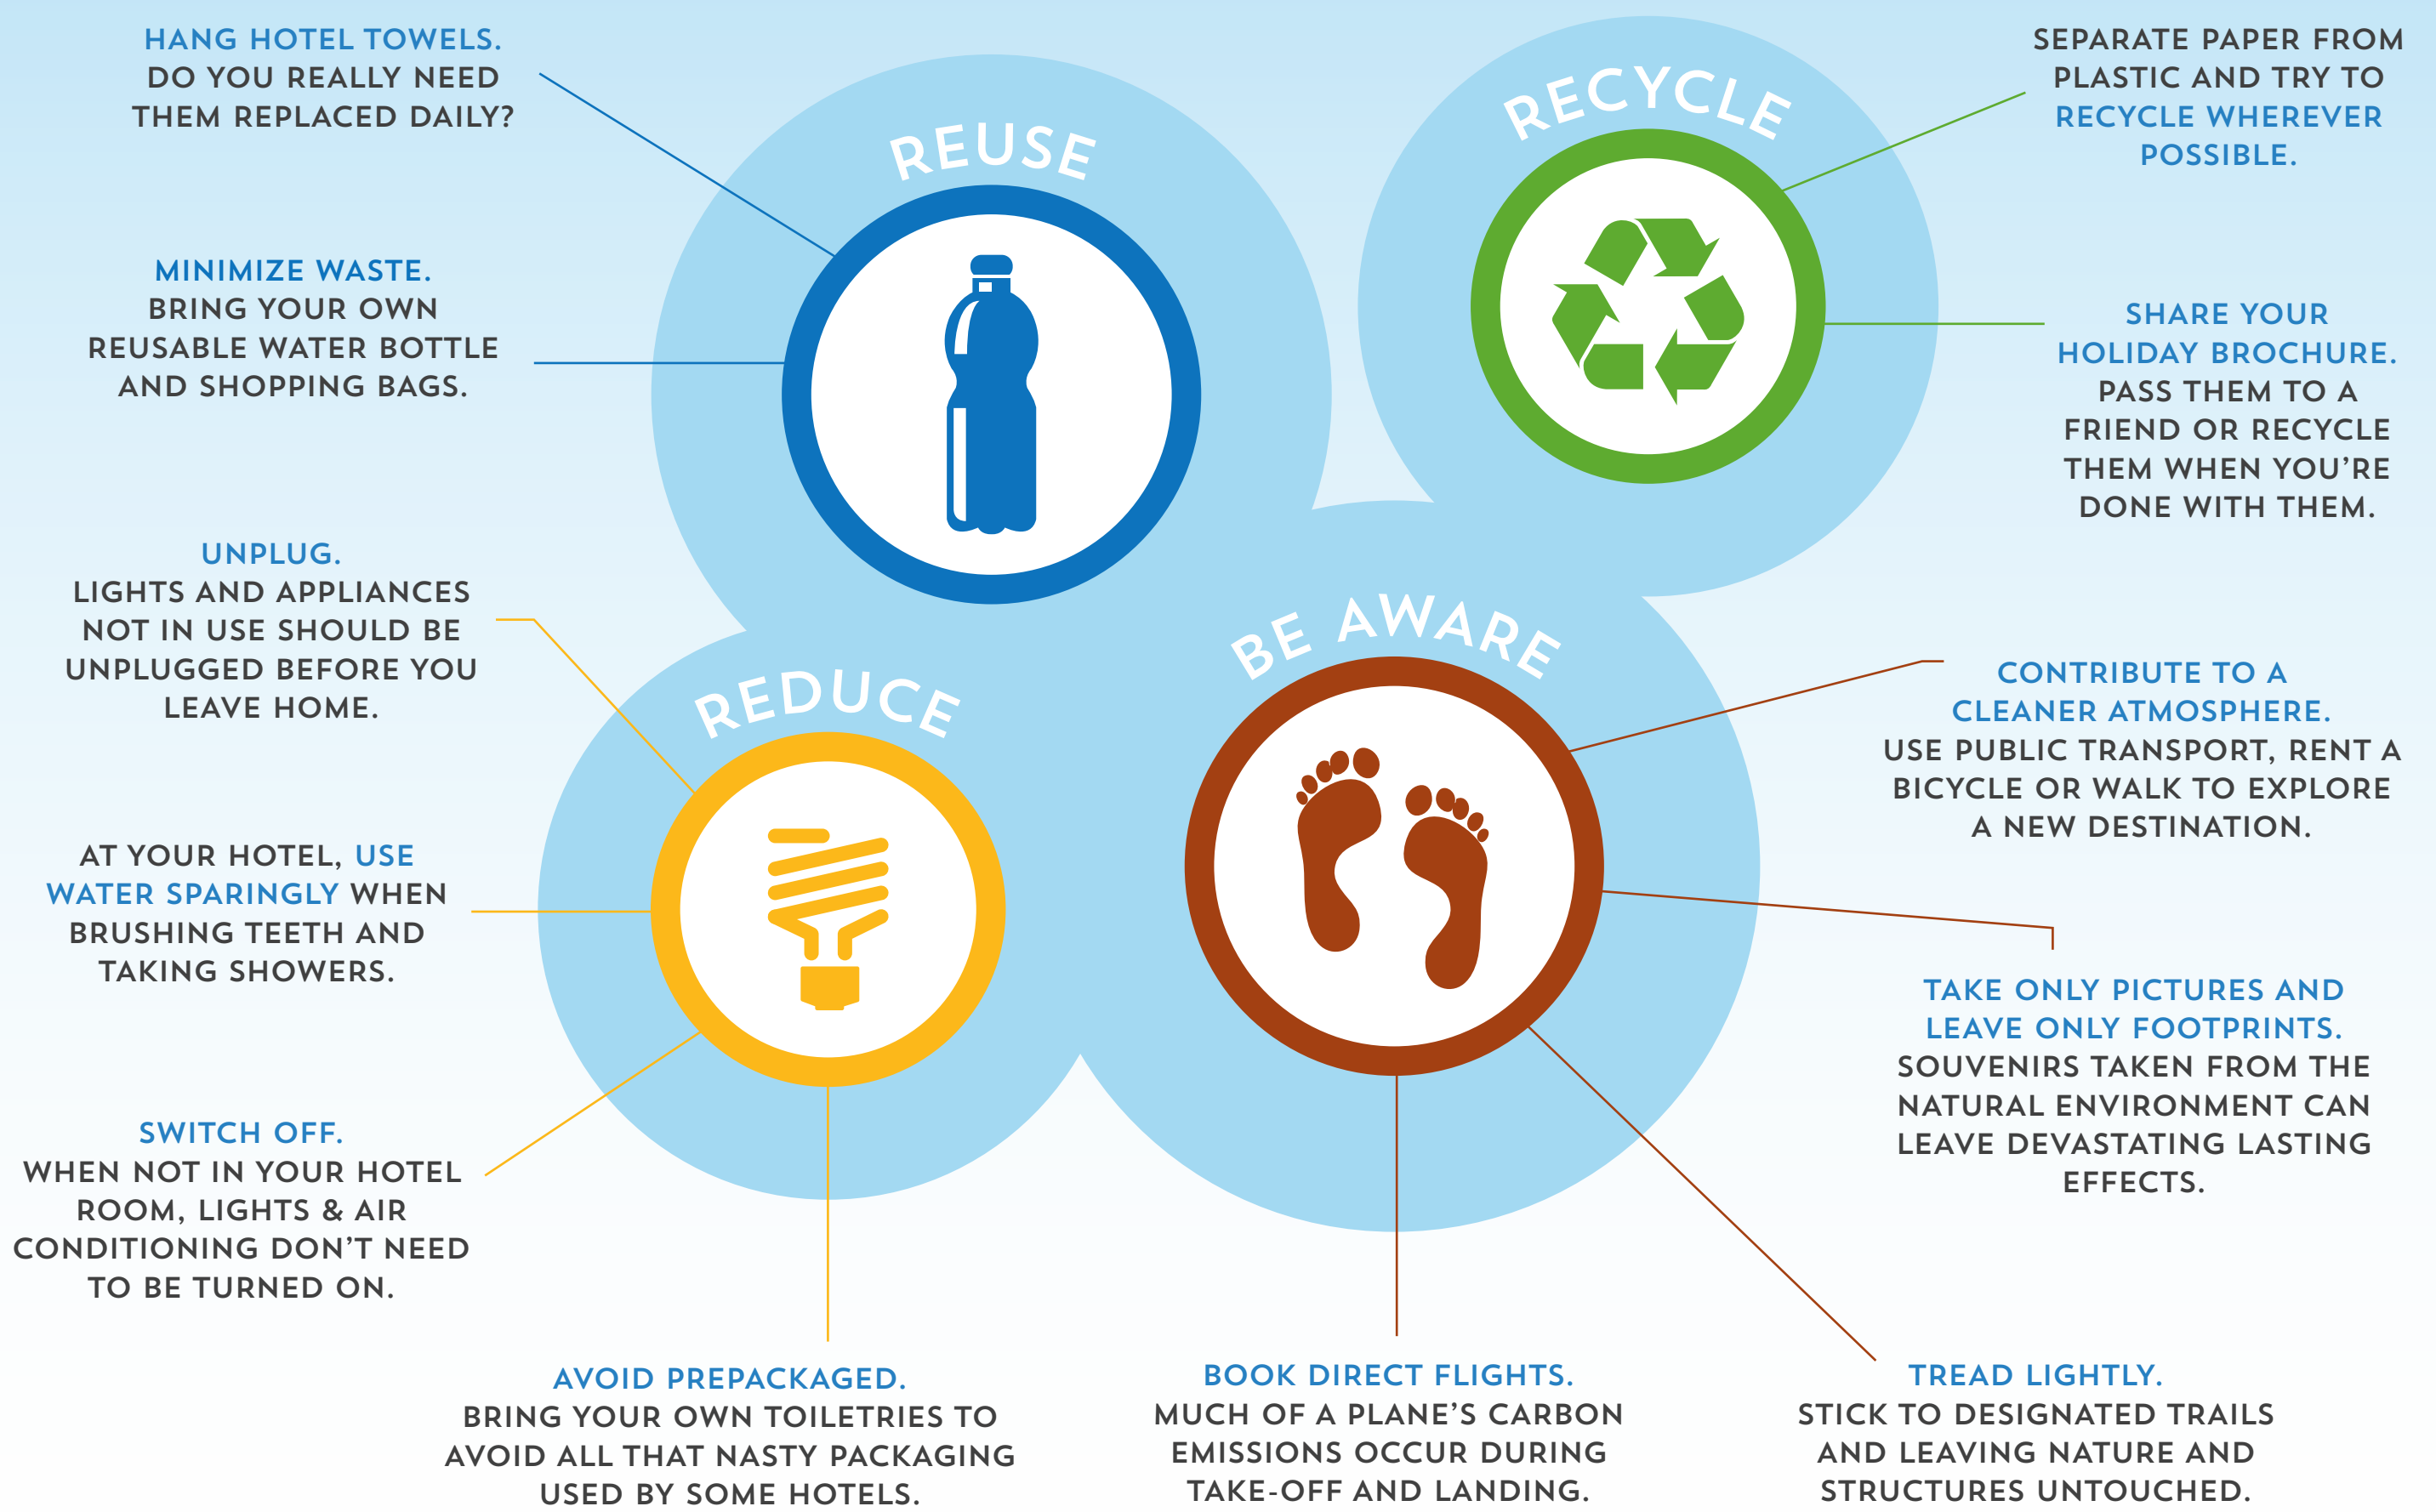 HANG HOTEL TOWELS.
DO YOU REALLY NEED
THEM REPLACED DAILY?
MINIMIZE WASTE.
BRING YOUR OWN
REUSABLE WATER BOTTLE
AND SHOPPING BAGS.
REUSE
RECYCLE
SEPARATE PAPER FROM
PLASTIC AND TRY TO
RECYCLE WHEREVER
POSSIBLE.
SHARE YOUR
HOLIDAY BROCHURE.
PASS THEM TO A
FRIEND OR RECYCLE
THEM WHEN YOU'RE
DONE WITH THEM.
UNPLUG.
LIGHTS AND APPLIANCES
NOT IN USE SHOULD BE
UNPLUGGED BEFORE YOU
LEAVE HOME.
AT YOUR HOTEL, USE
WATER SPARINGLY WHEN
BRUSHING TEETH AND
TAKING SHOWERS.
SWITCH OFF.
WHEN NOT IN YOUR HOTEL
ROOM, LIGHTS & AIR
CONDITIONING DON'T NEED
TO BE TURNED ON.
REDUCE
AVOID PREPACKAGED.
BRING YOUR OWN TOILETRIES TO
AVOID ALL THAT NASTY PACKAGING
USED BY SOME HOTELS.
BE AWARE
CONTRIBUTE TO A
CLEANER ATMOSPHERE.
USE PUBLIC TRANSPORT, RENT A
BICYCLE OR WALK TO EXPLORE
A NEW DESTINATION.
TAKE ONLY PICTURES AND
LEAVE ONLY FOOTPRINTS.
SOUVENIRS TAKEN FROM THE
NATURAL ENVIRONMENT CAN
LEAVE DEVASTATING LASTING
EFFECTS.
BOOK DIRECT FLIGHTS.
MUCH OF A PLANE'S CARBON
EMISSIONS OCCUR DURING
TAKE-OFF AND LANDING.
TREAD LIGHTLY.
STICK TO DESIGNATED TRAILS
AND LEAVING NATURE AND
STRUCTURES UNTOUCHED.